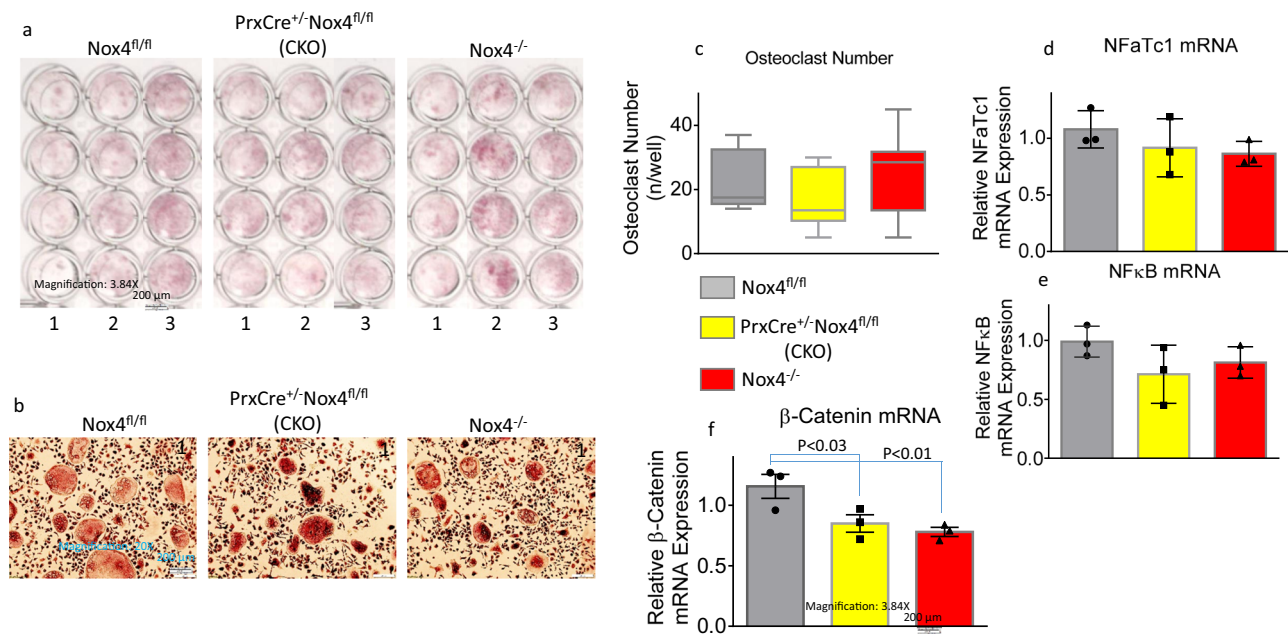 a
Nox4fl/fl
PrxCre+/-Nox4fl/fl
(CKO)
Nox4-/-
Magnification: 3.84X
200 µm
1 2 3 1 2 3 1 2 3
b
Nox4fl/fl
PrxCre+/-Nox4fl/fl
(CKO)
Nox4-/-
1
1
1
Magnification: 10X
200 µm
c
Osteoclast Number
Osteoclast Number
(n/well)
40
20
0
Nox4fl/fl
PrxCre+/-Nox4fl/fl
(CKO)
Nox4-/-
d
NFaTc1 mRNA
Relative NFaTc1
mRNA Expression
1.0
0.5
0.0
e
NFκB mRNA
Relative NFκB
mRNA Expression
1.0
0.5
0.0
f
β-Catenin mRNA
P<0.03
P<0.01
Relative β-Catenin
mRNA Expression
1.0
0.5
0.0
Magnification: 3.84X
200 µm